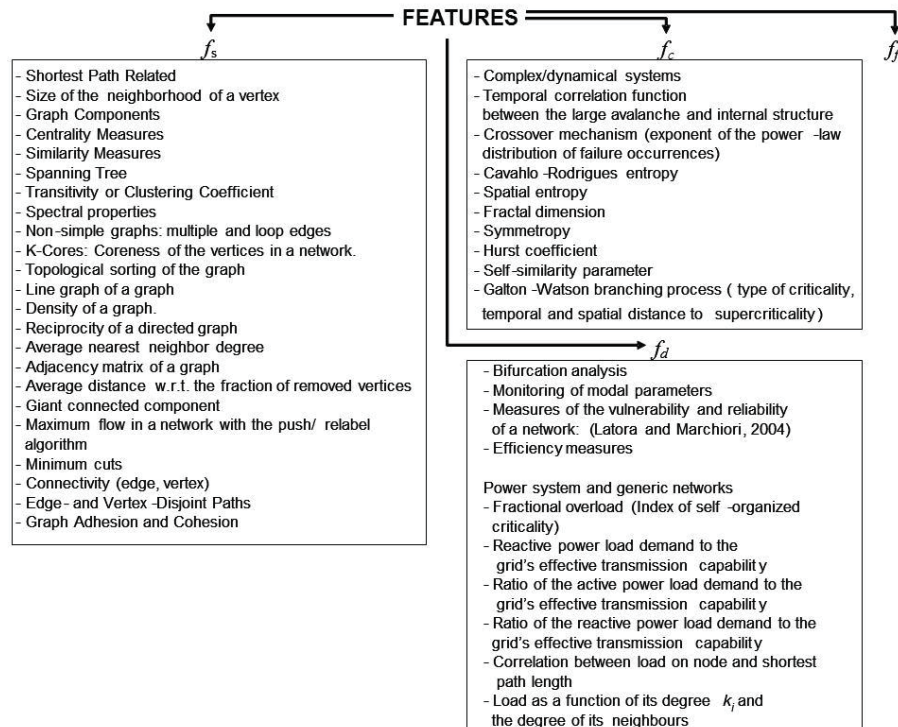 FEATURES
f_s
- Shortest Path Related
- Size of the neighborhood of a vertex
- Graph Components
- Centrality Measures
- Similarity Measures
- Spanning Tree
- Transitivity or Clustering Coefficient
- Spectral properties
- Non-simple graphs: multiple and loop edges
- K-Cores: Coreness of the vertices in a network.
- Topological sorting of the graph
- Line graph of a graph
- Density of a graph.
- Reciprocity of a directed graph
- Average nearest neighbor degree
- Adjacency matrix of a graph
- Average distance w.r.t. the fraction of removed vertices
- Giant connected component
- Maximum flow in a network with the push/ relabel
algorithm
- Minimum cuts
- Connectivity (edge, vertex)
- Edge- and Vertex -Disjoint Paths
- Graph Adhesion and Cohesion
f_c
- Complex/dynamical systems
- Temporal correlation function
between the large avalanche and internal structure
- Crossover mechanism (exponent of the power -law
distribution of failure occurrences)
- Cavahlo -Rodrigues entropy
- Spatial entropy
- Fractal dimension
- Symmetropy
- Hurst coefficient
- Self-similarity parameter
- Galton -Watson branching process ( type of criticality,
temporal and spatial distance to supercriticality )
f_d
- Bifurcation analysis
- Monitoring of modal parameters
- Measures of the vulnerability and reliability
of a network: (Latora and Marchiori, 2004)
- Efficiency measures
Power system and generic networks
- Fractional overload (Index of self -organized
criticality)
- Reactive power load demand to the
grid's effective transmission capability
- Ratio of the active power load demand to the
grid's effective transmission capability
- Ratio of the reactive power load demand to the
grid's effective transmission capability
- Correlation between load on node and shortest
path length
- Load as a function of its degree k_i and
the degree of its neighbours
f_f